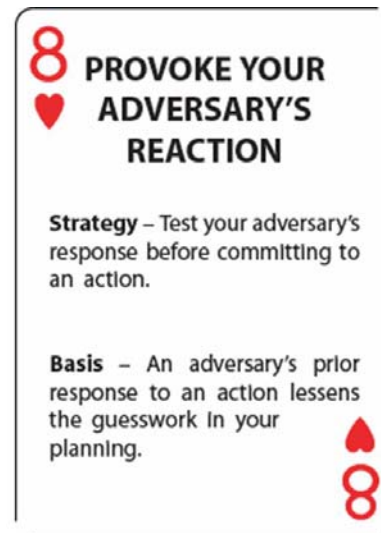 8
PROVOKE YOUR
ADVERSARY'S
REACTION
Strategy – Test your adversary's
response before committing to
an action.
Basis – An adversary's prior
response to an action lessens
the guesswork in your
planning.
8